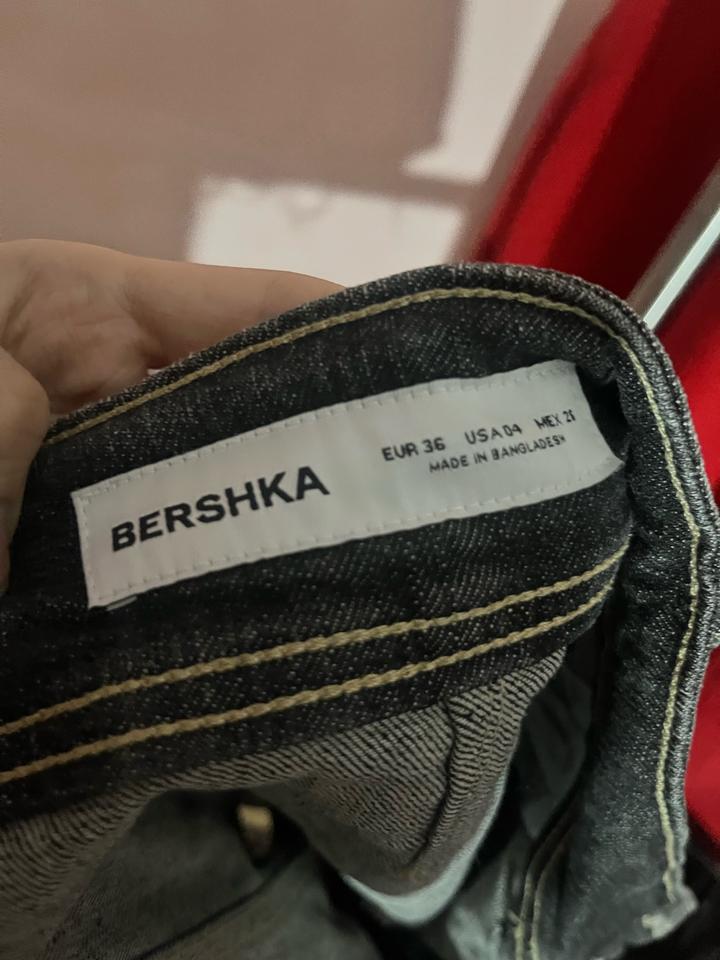 BERSHKA
EUR 36 USA 04 MEX 26
MADE IN BANGLADESH